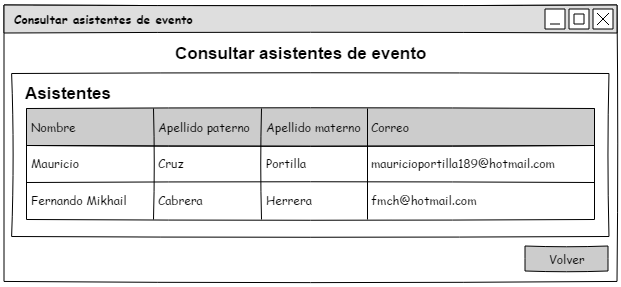 Consultar asistentes de evento
Consultar asistentes de evento
Asistentes
Nombre Apellido paterno Apellido materno Correo
Mauricio Cruz Portilla mauricioportilla189@hotmail.com
Fernando Mikhail Cabrera Herrera fmch@hotmail.com
Volver